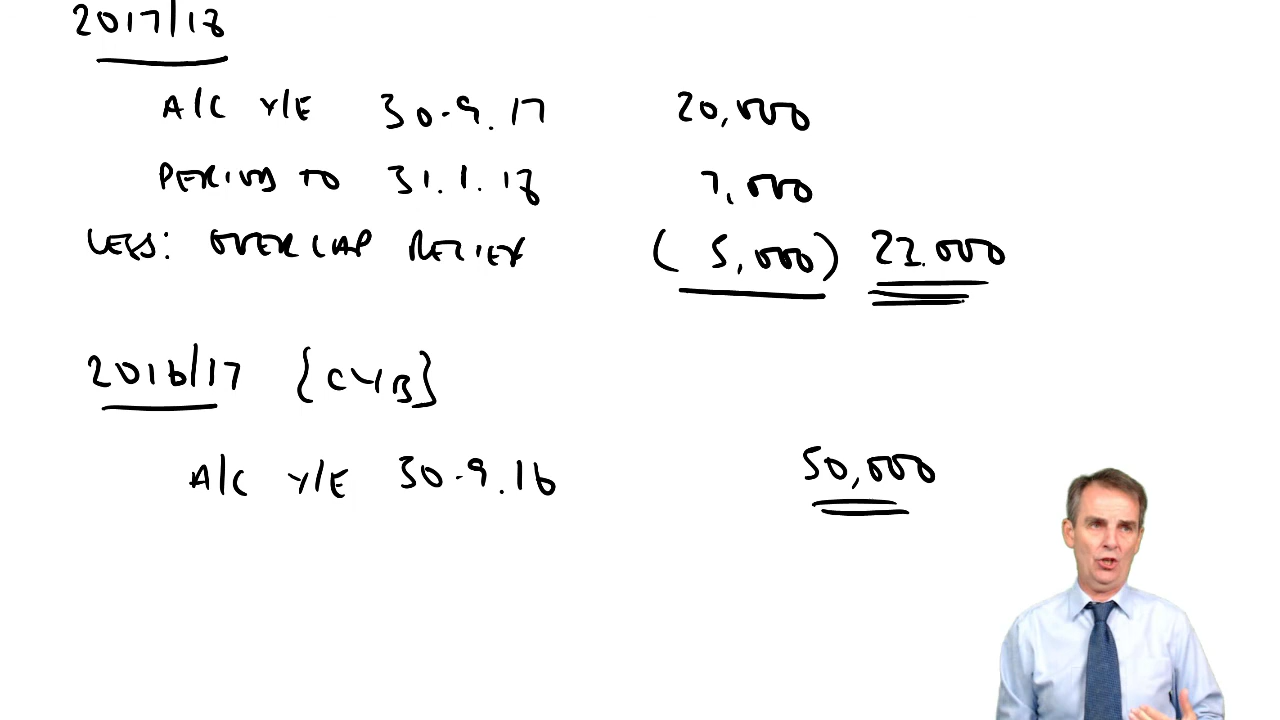 2017/18
A/C Y/E 30.9.17 20,000
PERIOD TO 31.1.18 7,000
LESS: OVERLAP RELIEF (5,000) 22.000
2016/17 {CYB}
A/C Y/E 30.9.16 50,000